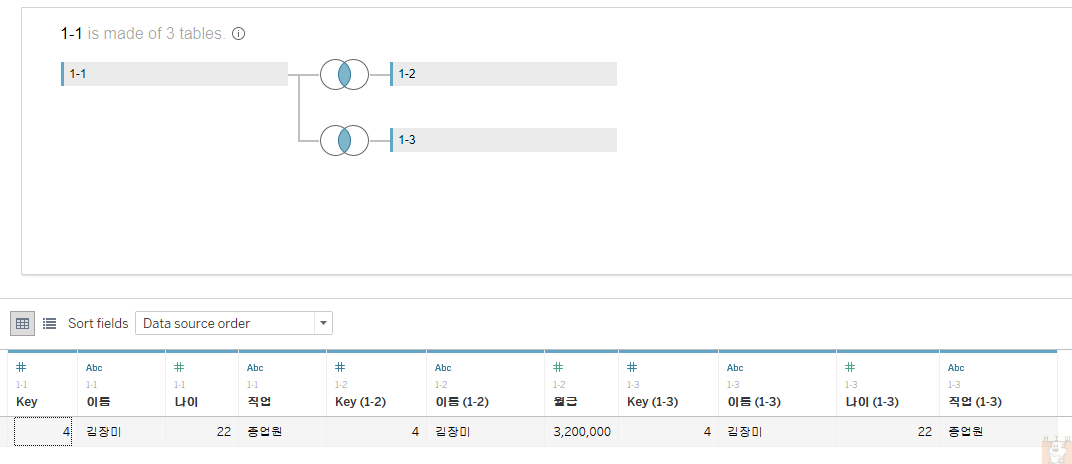 1-1 is made of 3 tables.
1-1
1-2
1-3
Sort fields Data source order
# Abc # Abc # Abc # # Abc # Abc
1-1 1-1 1-1 1-1 1-2 1-2 1-2 1-3 1-3 1-3 1-3
Key 이름 나이 직업 Key (1-2) 이름 (1-2) 월급 Key (1-3) 이름 (1-3) 나이 (1-3) 직업 (1-3)
4 김장미 22 종업원 4 김장미 3,200,000 4 김장미 22 종업원